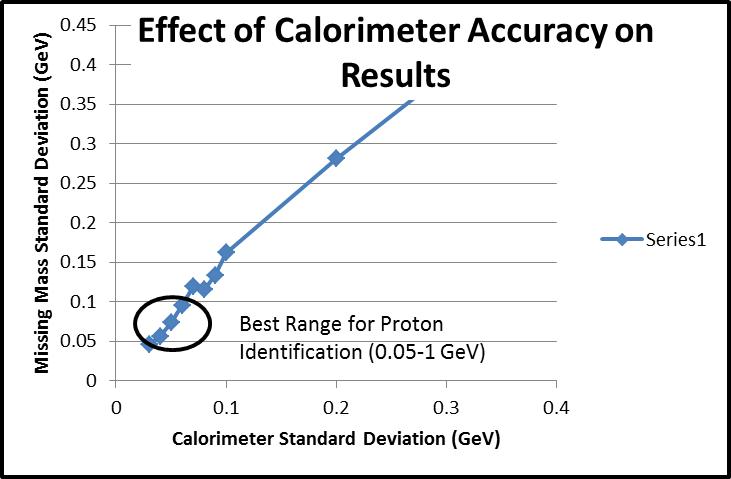 Effect of Calorimeter Accuracy on
Results
Missing Mass Standard Deviation (GeV)
0.45
0.4
0.35
0.3
0.25
0.2
0.15
0.1
0.05
0
Best Range for Proton
Identification (0.05-1 GeV)
Series1
0
0.1
0.2
0.3
0.4
Calorimeter Standard Deviation (GeV)